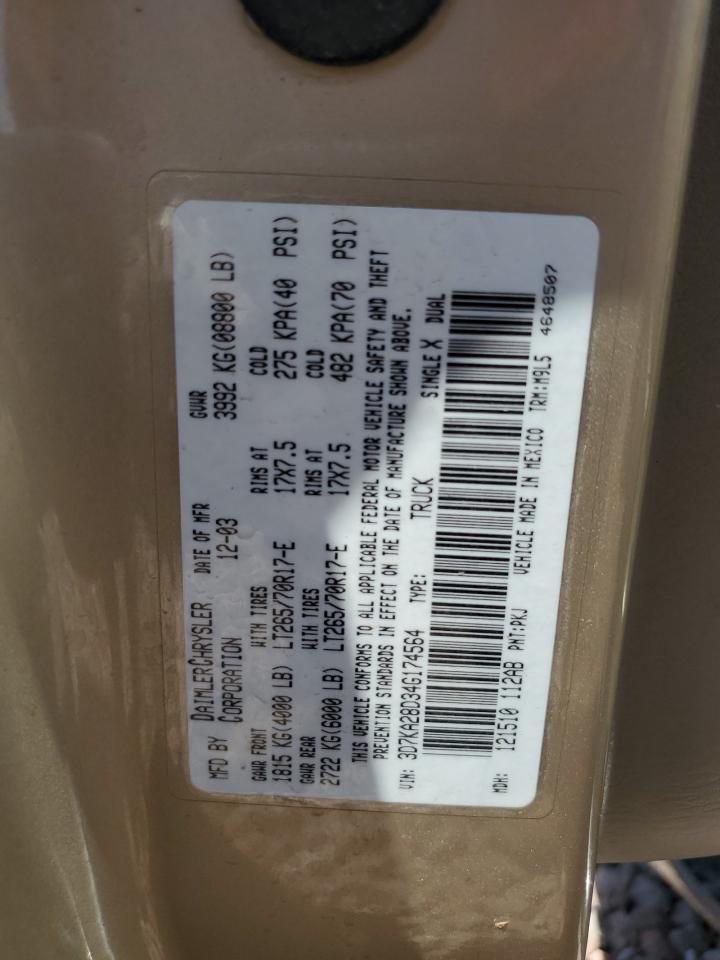 MFD BY DAIMLERCHRYSLER CORPORATION DATE OF MFR 12-03 GVWR 3992 KG(08800 LB)
GAWR FRONT WITH TIRES RIMS AT COLD
1815 KG(4000 LB) LT265/70R17-E 17X7.5 275 KPA(40 PSI)
GAWR REAR WITH TIRES RIMS AT COLD
2722 KG(6000 LB) LT265/70R17-E 17X7.5 482 KPA(70 PSI)
THIS VEHICLE CONFORMS TO ALL APPLICABLE FEDERAL MOTOR VEHICLE SAFETY AND THEFT
PREVENTION STANDARDS IN EFFECT ON THE DATE OF MANUFACTURE SHOWN ABOVE.
VIN: 3D7KA28D34G174564 TYPE: TRUCK SINGLE X DUAL
MDH: 121510 112AB PNT:PKJ VEHICLE MADE IN MEXICO TRM:M9L5 4648507